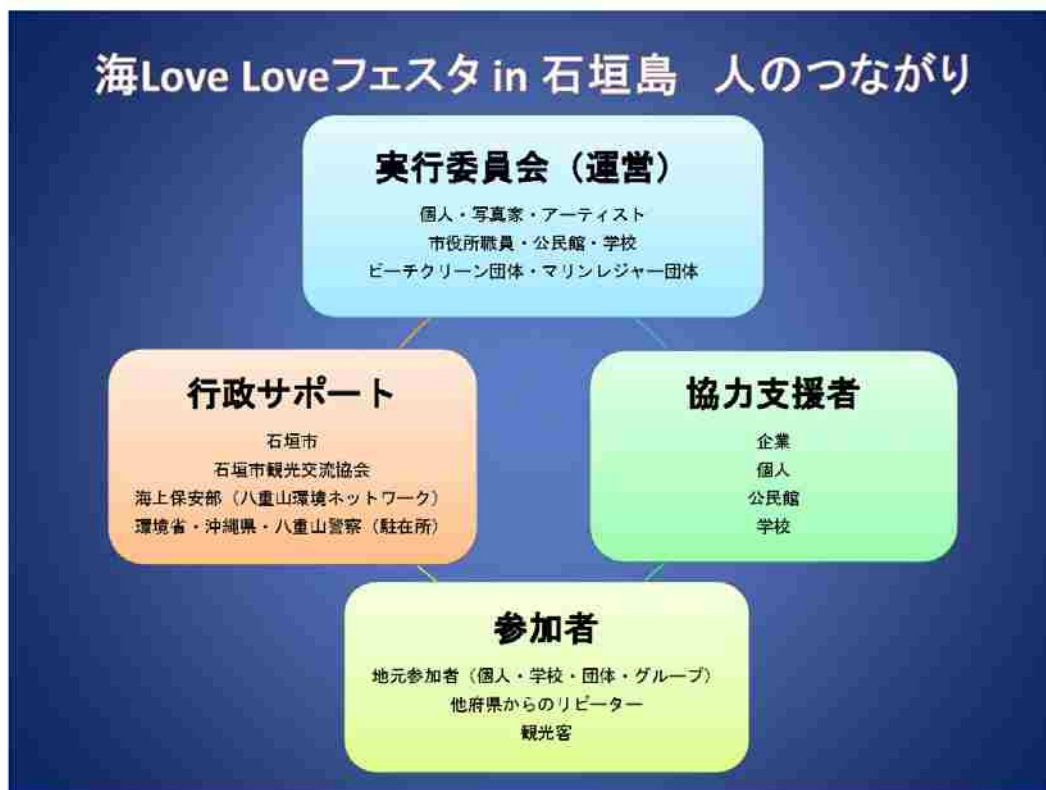 海Love Loveフェスタ in 石垣島　人のつながり
実行委員会（運営）
個人・写真家・アーティスト
市役所職員・公民館・学校
ビーチクリーン団体・マリンレジャー団体
行政サポート
石垣市
石垣市観光交流協会
海上保安部（八重山環境ネットワーク）
環境省・沖縄県・八重山警察（駐在所）
協力支援者
企業
個人
公民館
学校
参加者
地元参加者（個人・学校・団体・グループ）
他府県からのリピーター
観光客